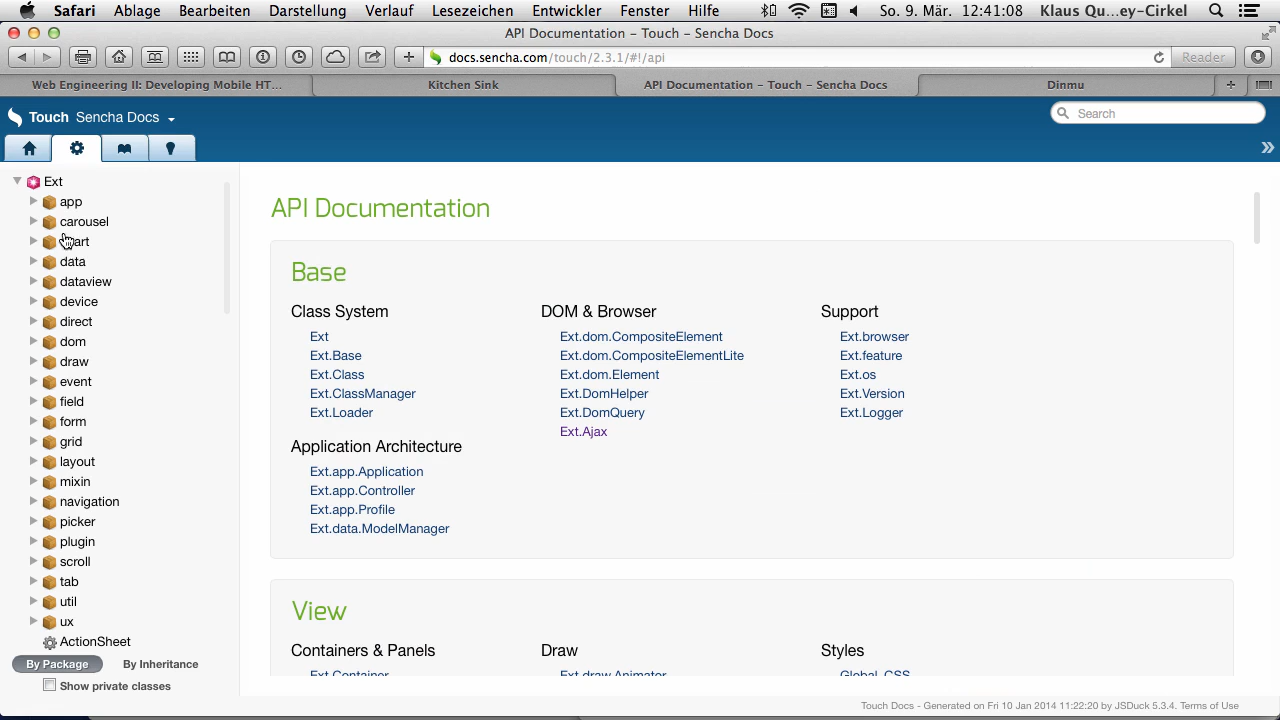 Safari Ablage Bearbeiten Darstellung Verlauf Lesezeichen Entwickler Fenster Hilfe So. 9. Mär. 12:41:08 Klaus Qu...ey-Cirkel
API Documentation – Touch – Sencha Docs
docs.sencha.com/touch/2.3.1/#!/api Reader
Web Engineering II: Developing Mobile HT... Kitchen Sink API Documentation – Touch – Sencha Docs Dinmu
Touch Sencha Docs Search
Ext
app
carousel
data
dataview
device
direct
dom
draw
event
field
form
grid
layout
mixin
navigation
picker
plugin
scroll
tab
util
ux
ActionSheet
By Package By Inheritance
Show private classes
API Documentation
Base
Class System
Ext
Ext.Base
Ext.Class
Ext.ClassManager
Ext.Loader
Application Architecture
Ext.app.Application
Ext.app.Controller
Ext.app.Profile
Ext.data.ModelManager
DOM & Browser
Ext.dom.CompositeElement
Ext.dom.CompositeElementLite
Ext.dom.Element
Ext.DomHelper
Ext.DomQuery
Ext.Ajax
Support
Ext.browser
Ext.feature
Ext.os
Ext.Version
Ext.Logger
View
Containers & Panels
Ext.Container
Draw
Ext.draw.Animator
Styles
Global_CSS
Touch Docs - Generated on Fri 10 Jan 2014 11:22:20 by JSDuck 5.3.4. Terms of Use